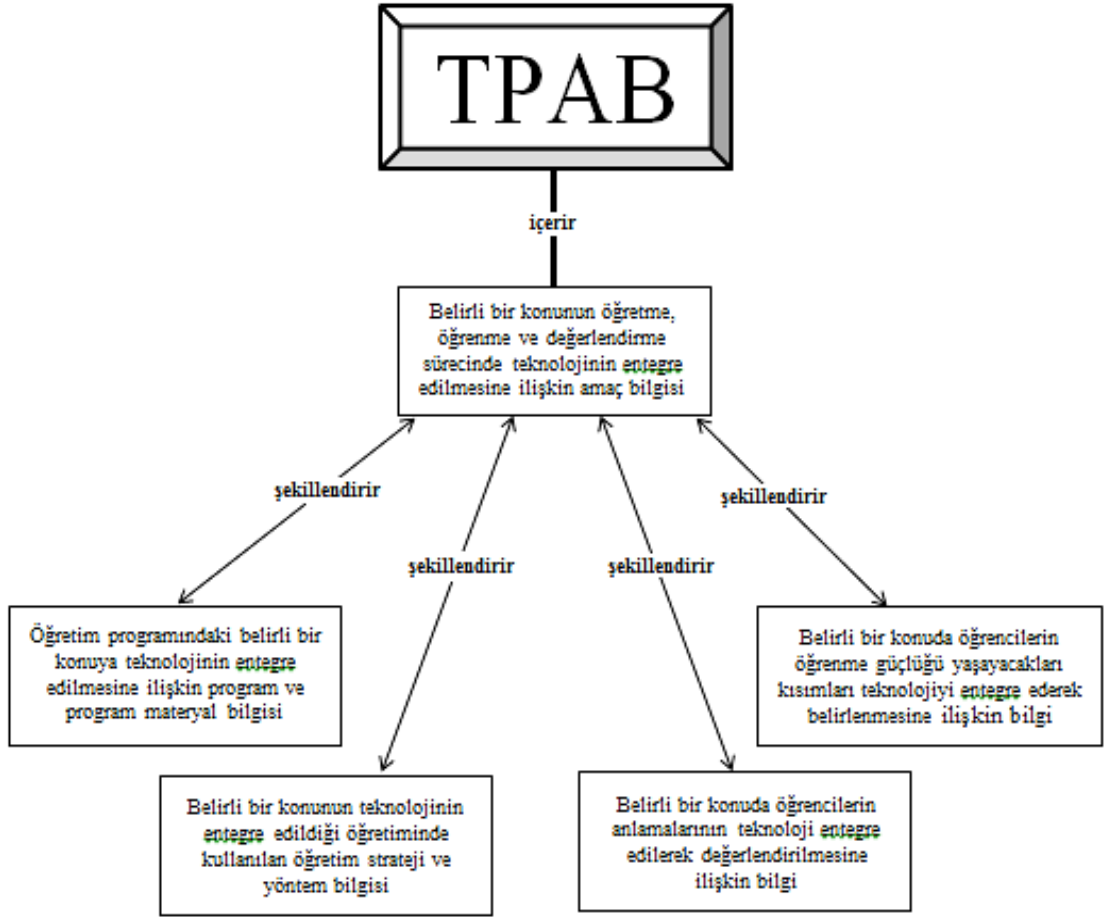 TPAB
içerir
Belirli bir konunun öğretme,
öğrenme ve değerlendirme
sürecinde teknolojinin entegre
edilmesine ilişkin amaç bilgisi
şekillendirir
şekillendirir
şekillendirir
şekillendirir
Öğretim programındaki belirli bir
konuya teknolojinin entegre
edilmesine ilişkin program ve
program materyal bilgisi
Belirli bir konuda öğrencilerin
öğrenme güçlüğü yaşayacakları
kısımları teknolojiyi entegre ederek
belirlenmesine ilişkin bilgi
Belirli bir konunun teknolojinin
entegre edildiği öğretiminde
kullanılan öğretim strateji ve
yöntem bilgisi
Belirli bir konuda öğrencilerin
anlamalarının teknoloji entegre
edilerek değerlendirilmesine
ilişkin bilgi